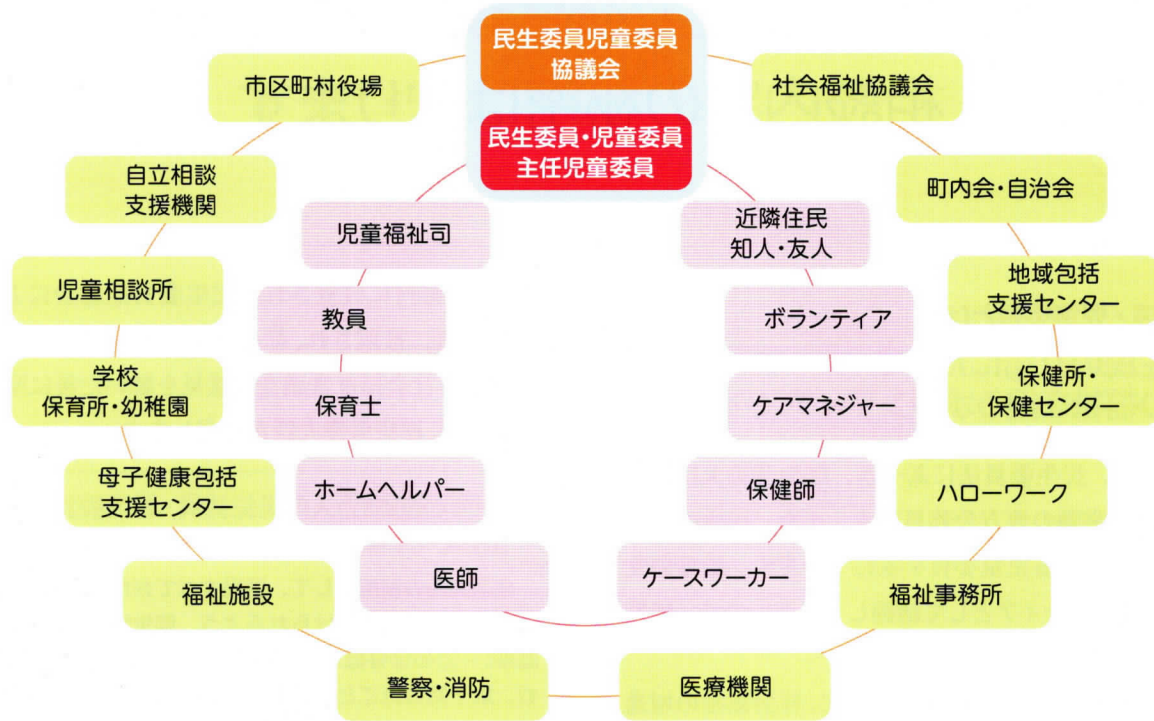 民生委員児童委員
協議会
民生委員・児童委員
主任児童委員
市区町村役場
社会福祉協議会
自立相談
支援機関
町内会・自治会
児童福祉司
近隣住民
知人・友人
児童相談所
地域包括
支援センター
教員
ボランティア
学校
保育所・幼稚園
保健所・
保健センター
保育士
ケアマネジャー
母子健康包括
支援センター
ハローワーク
ホームヘルパー
保健師
福祉施設
福祉事務所
医師
ケースワーカー
警察・消防
医療機関